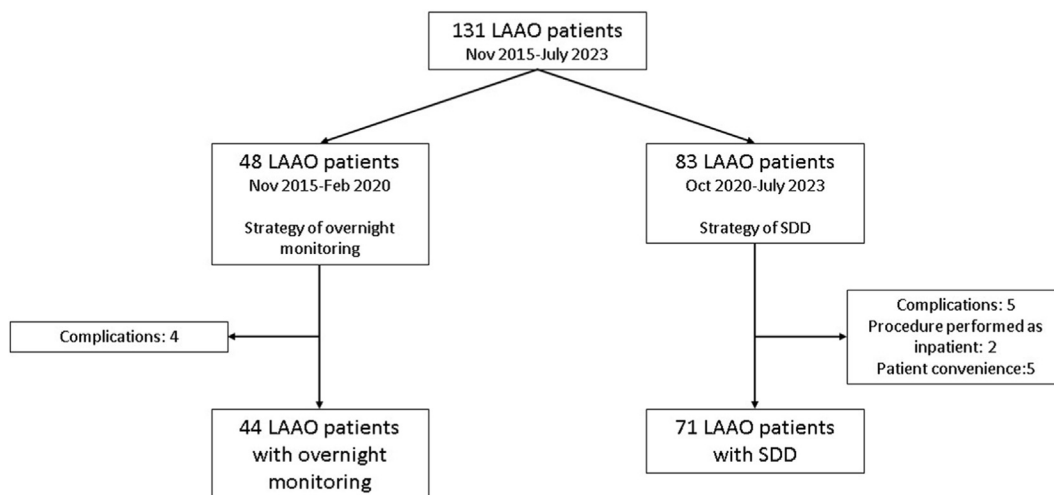 131 LAAO patients
Nov 2015-July 2023
48 LAAO patients
Nov 2015-Feb 2020
Strategy of overnight
monitoring
83 LAAO patients
Oct 2020-July 2023
Strategy of SDD
Complications: 4
Complications: 5
Procedure performed as
inpatient: 2
Patient convenience:5
44 LAAO patients
with overnight
monitoring
71 LAAO patients
with SDD